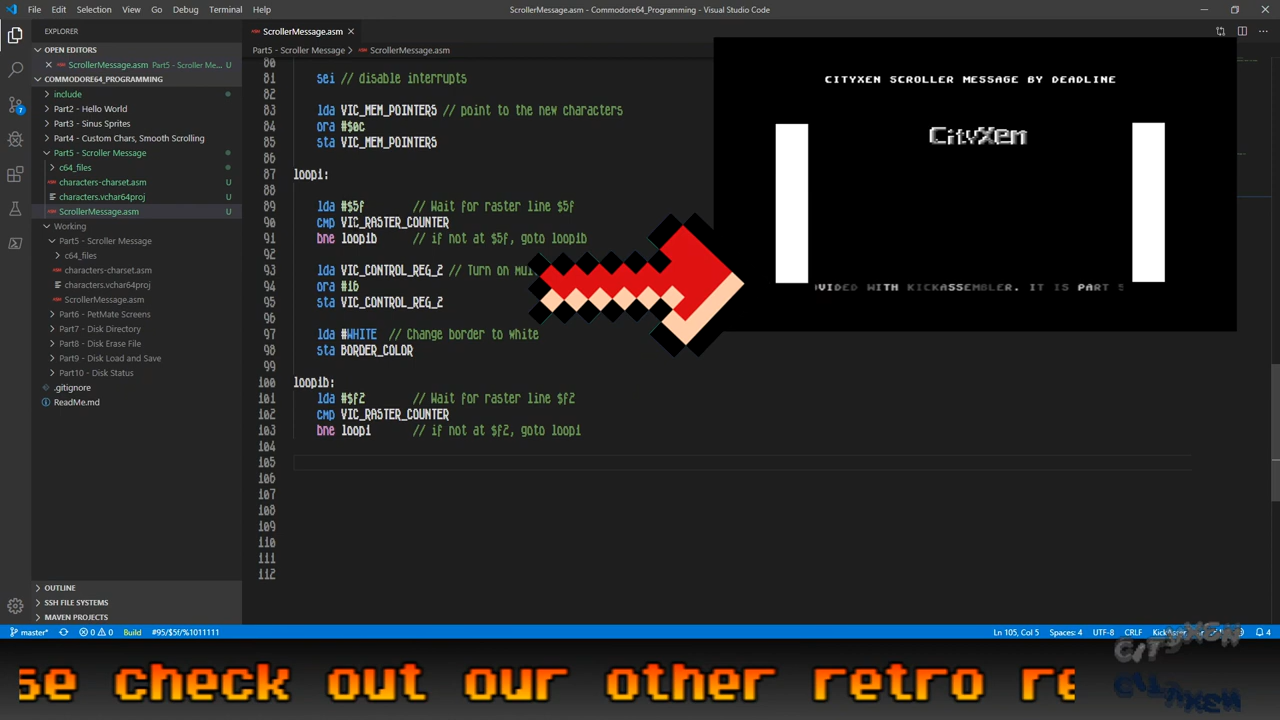 File Edit Selection View Go Debug Terminal Help
ScrollerMessage.asm - Commodore64_Programming - Visual Studio Code
EXPLORER
OPEN EDITORS
ScrollerMessage.asm Part5 - Scroller Me... U
COMMODORE64_PROGRAMMING
include
Part2 - Hello World
Part3 - Sinus Sprites
Part4 - Custom Chars, Smooth Scrolling
Part5 - Scroller Message
c64_files
characters-charset.asm U
characters.vchar64proj U
ScrollerMessage.asm U
Working
Part5 - Scroller Message
c64_files
characters-charset.asm
characters.vchar64proj
ScrollerMessage.asm
Part6 - PetMate Screens
Part7 - Disk Directory
Part8 - Disk Erase File
Part9 - Disk Load and Save
Part10 - Disk Status
.gitignore
ReadMe.md
OUTLINE
SSH FILE SYSTEMS
MAVEN PROJECTS
ScrollerMessage.asm
Part5 - Scroller Message > ScrollerMessage.asm
80
81 sei // disable interrupts
82
83 lda VIC_MEM_POINTERS // point to the new characters
84 ora #$0c
85 sta VIC_MEM_POINTERS
86
87 loop1:
88
89 lda #$5f // Wait for raster line $5f
90 cmp VIC_RASTER_COUNTER
91 bne loop1b // if not at $5f, goto loop1b
92
93 lda VIC_CONTROL_REG_2 // Turn on
94 ora #16
95 sta VIC_CONTROL_REG_2
96
97 lda #WHITE // Change border to white
98 sta BORDER_COLOR
99
100 loop1b:
101 lda #$f2 // Wait for raster line $f2
102 cmp VIC_RASTER_COUNTER
103 bne loop1 // if not at $f2, goto loop1
104
105
106
107
108
109
110
111
112
CITYXEN SCROLLER MESSAGE BY DEADLINE
CityXen
OVIDED WITH KICKASSEMBLER. IT IS PART
master* 0 0 Build #95/$5f/%1011111
Ln 105, Col 5 Spaces: 4 UTF-8 CRLF 4
se check out our other retro re
CITYXEN